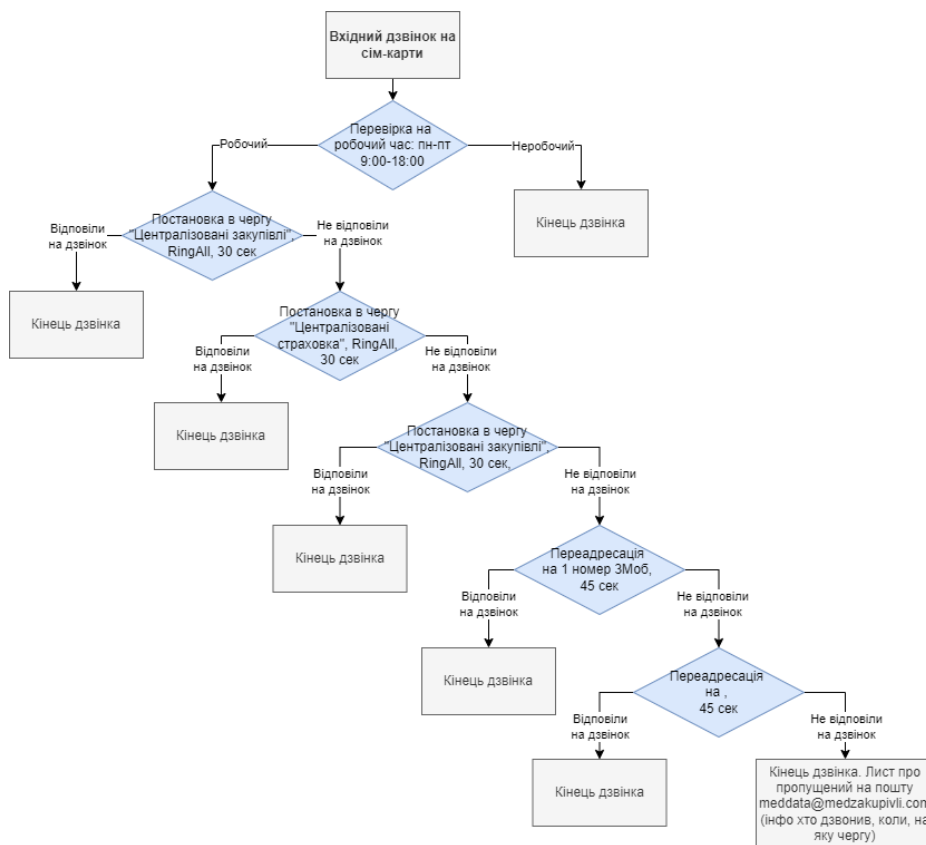 Вхідний дзвінок на
сім-карти
Перевірка на
робочий час: пн-пт
9:00-18:00
Робочий
Неробочий
Кінець дзвінка
Постановка в чергу
"Централізовані закупівлі",
RingAll, 30 сек
Відповіли
на дзвінок
Не відповіли
на дзвінок
Кінець дзвінка
Постановка в чергу
"Централізовані
страховка", RingAll,
30 сек
Відповіли
на дзвінок
Не відповіли
на дзвінок
Кінець дзвінка
Постановка в чергу
"Централізовані закупівлі",
RingAll, 30 сек,
Відповіли
на дзвінок
Не відповіли
на дзвінок
Кінець дзвінка
Переадресація
на 1 номер 3Моб,
45 сек
Відповіли
на дзвінок
Не відповіли
на дзвінок
Кінець дзвінка
Переадресація
на ,
45 сек
Відповіли
на дзвінок
Не відповіли
на дзвінок
Кінець дзвінка
Кінець дзвінка. Лист про
пропущений на пошту
meddata@medzakupivli.com
(інфо хто дзвонив, коли, на
яку чергу)